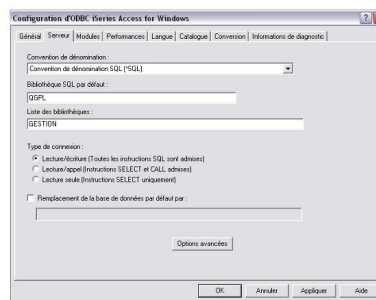 Configuration d'ODBC iSeries Access for Windows
Général Serveur Modules Performances Langue Catalogue Conversion Informations de diagnostic
Convention de dénomination :
Convention de dénomination SQL (*SQL)
Bibliothèque SQL par défaut :
QGPL
Liste des bibliothèques :
GESTION
Type de connexion :
Lecture/écriture (Toutes les instructions SQL sont admises)
Lecture/appel (Instructions SELECT et CALL admises)
Lecture seule (Instructions SELECT uniquement)
Remplacement de la base de données par défaut par :
Options avancées
OK Annuler Appliquer Aide